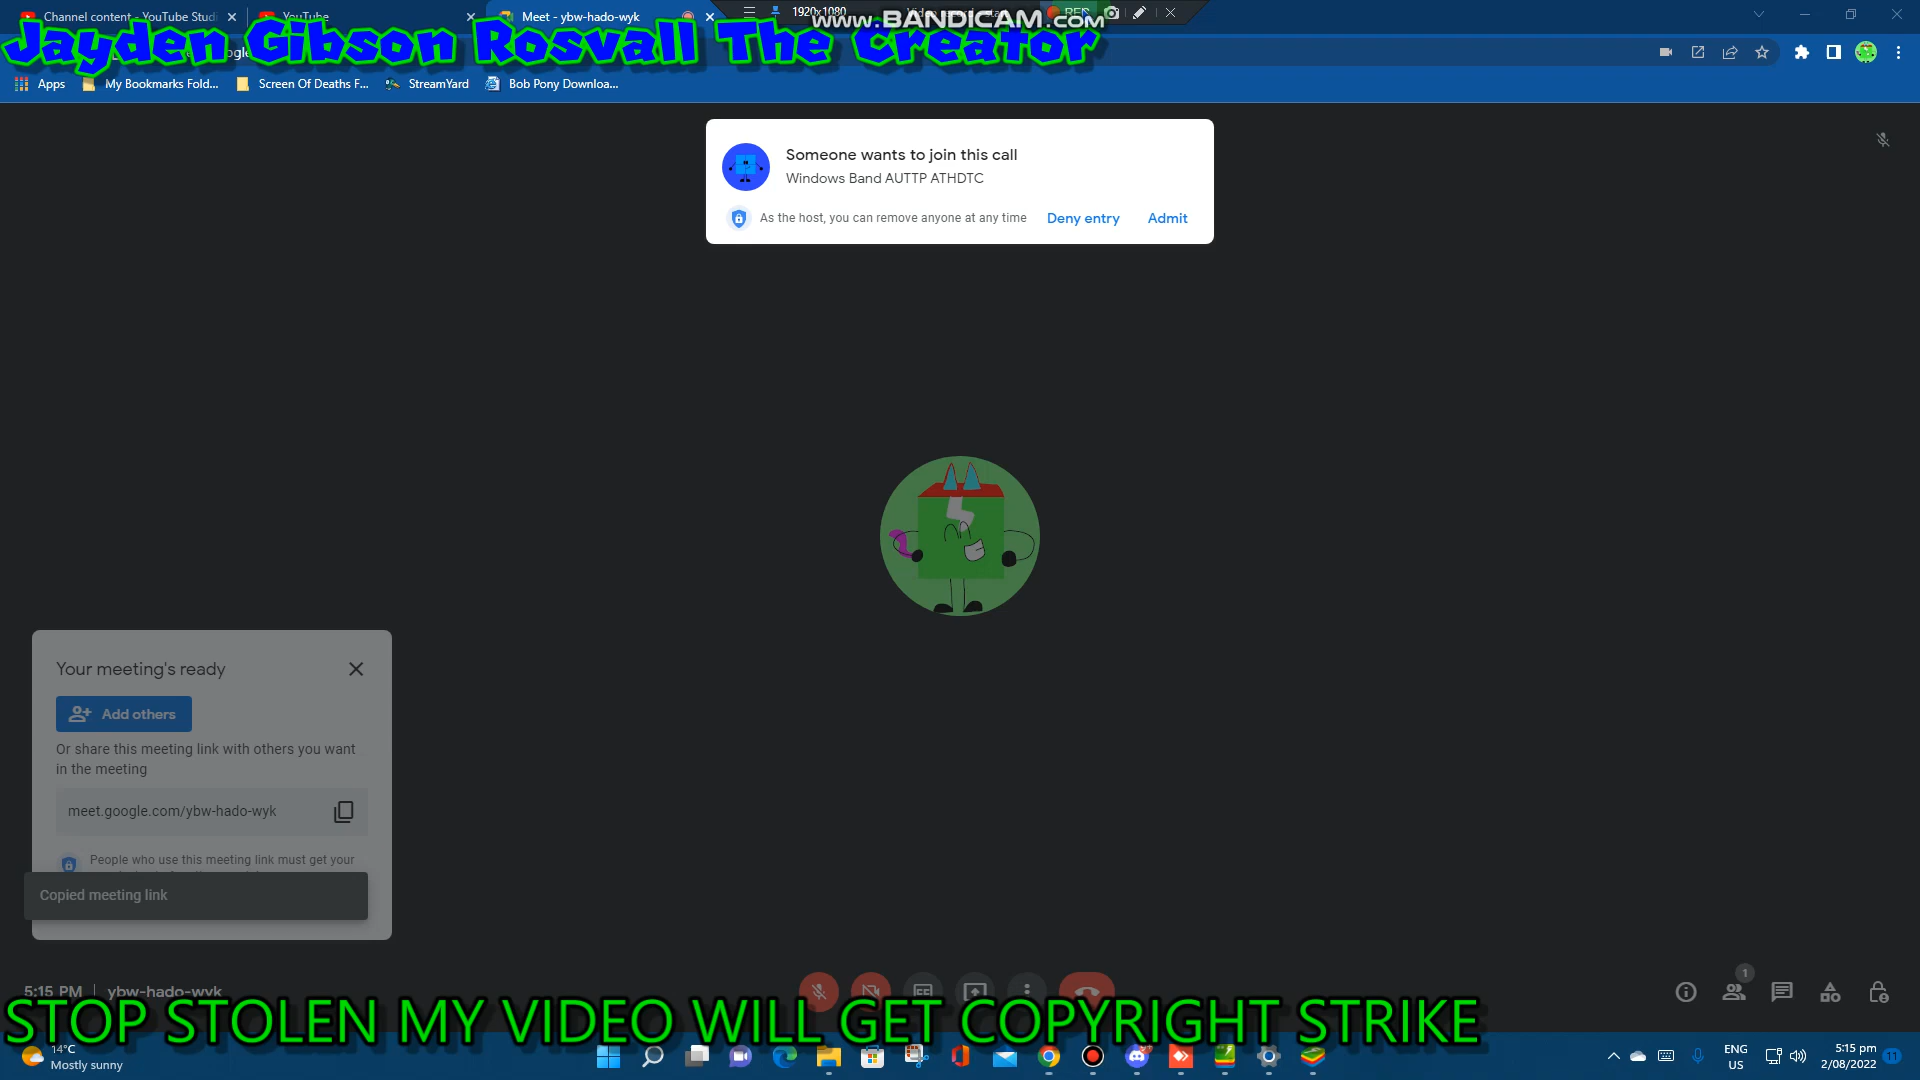 Channel content - YouTube Studi
YouTube
Meet - ybw-hado-wyk
1920x1080
www.BANDICAM.com
REC
Jayden Gibson Rosvall The Creator
Apps
My Bookmarks Fold...
Screen Of Deaths F...
StreamYard
Bob Pony Downloa...
Someone wants to join this call
Windows Band AUTTP ATHDTC
As the host, you can remove anyone at any time
Deny entry
Admit
Your meeting's ready
Add others
Or share this meeting link with others you want
in the meeting
meet.google.com/ybw-hado-wyk
People who use this meeting link must get your
Copied meeting link
5:15 PM | ybw-hado-wyk
1
STOP STOLEN MY VIDEO WILL GET COPYRIGHT STRIKE
14°C
Mostly sunny
ENG
US
5:15 pm
2/08/2022
11